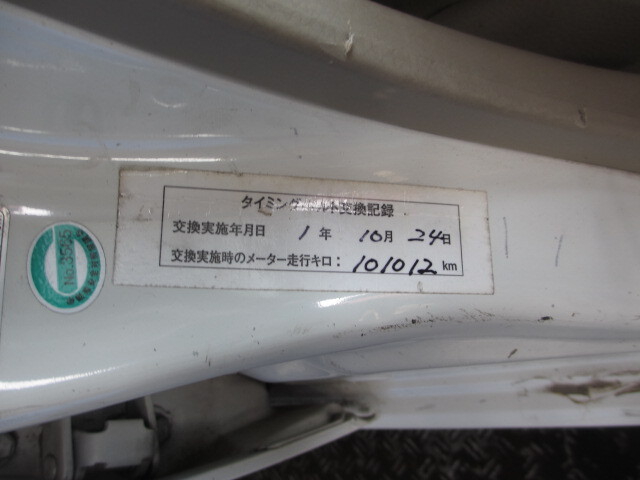 タイミングベルト交換記録
交換実施年月日 1年 10月 24日
交換実施時のメーター走行キロ: 101012 km
No.3965